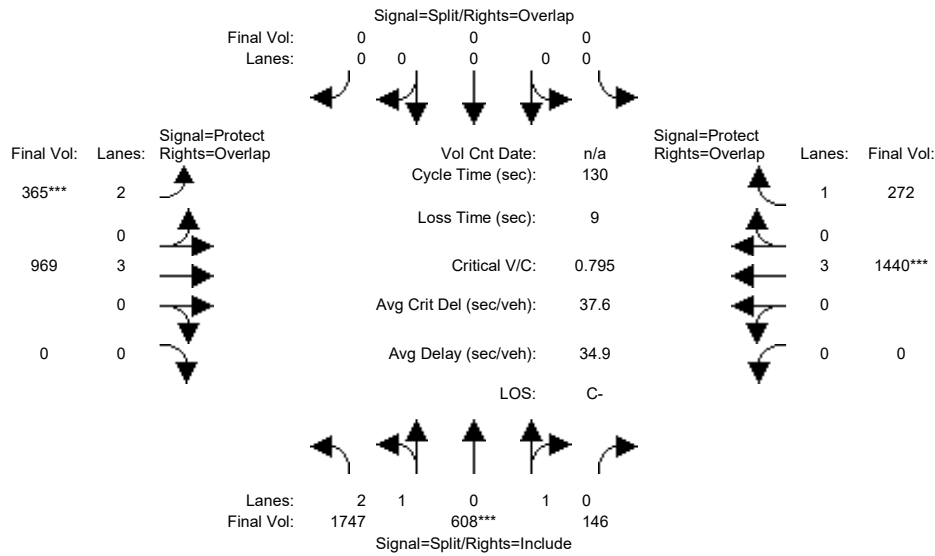 Signal=Split/Rights=Overlap
Final Vol: 0 0 0
Lanes: 0 0 0 0 0
Signal=Protect
Final Vol: Lanes: Rights=Overlap
Vol Cnt Date: n/a
Signal=Protect
Rights=Overlap Lanes: Final Vol:
Cycle Time (sec): 130
365*** 2
1 272
Loss Time (sec): 9
0
0
969 3
Critical V/C: 0.795
3 1440***
0
Avg Crit Del (sec/veh): 37.6
0
0 0
Avg Delay (sec/veh): 34.9
0 0
LOS: C-
Lanes: 2 1 0 1 0
Final Vol: 1747 608*** 146
Signal=Split/Rights=Include